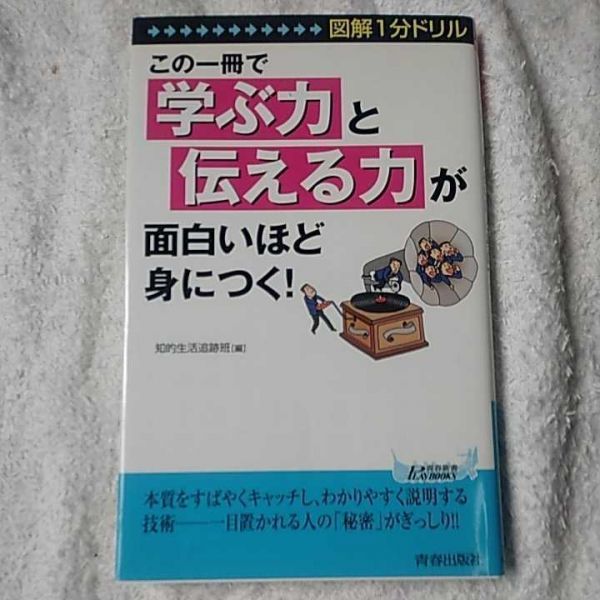 図解1分ドリル
この一冊で
学ぶ力と
伝える力が
面白いほど
身につく!
知的生活追跡班[編]
青春新書
PLAYBOOKS
本質をすばやくキャッチし、わかりやすく説明する
技術――一目置かれる人の「秘密」がぎっしり!!
青春出版社